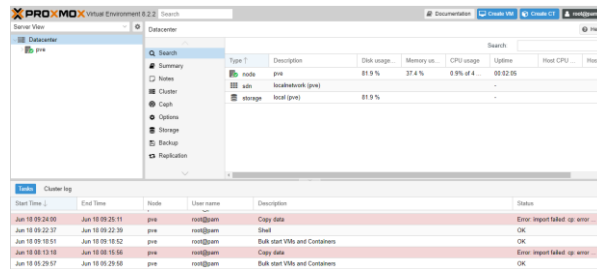 PROXMOX Virtual Environment 8.2.2 Search
Documentation Create VM Create CT root@pam
Server View
Datacenter
pve
Datacenter
Search
Summary
Notes
Cluster
Ceph
Options
Storage
Backup
Replication
Search:
Type ↑ Description Disk usage... Memory us... CPU usage Uptime Host CPU ...
node pve 81.9 % 37.4 % 0.9% of 4 ... 00:02:05
sdn localnetwork (pve) -
storage local (pve) 81.9 % -
Tasks Cluster log
Start Time ↓ End Time Node User name Description Status
Jun 18 09:24:00 Jun 18 09:25:11 pve root@pam Copy data Error: import failed: cp: error ...
Jun 18 09:22:37 Jun 18 09:22:39 pve root@pam Shell OK
Jun 18 09:18:51 Jun 18 09:18:52 pve root@pam Bulk start VMs and Containers OK
Jun 18 08:13:18 Jun 18 08:15:56 pve root@pam Copy data Error: import failed: cp: error ...
Jun 18 05:29:57 Jun 18 05:29:58 pve root@pam Bulk start VMs and Containers OK